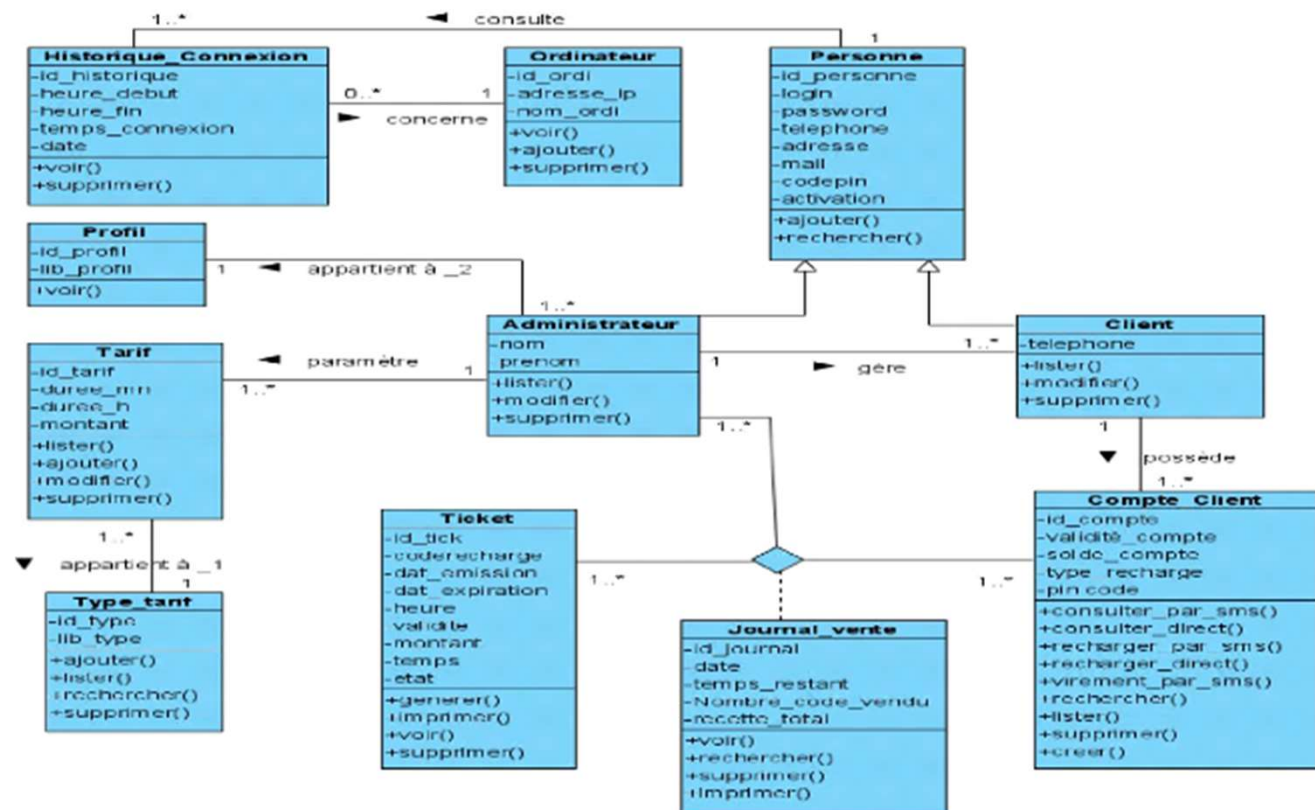 1..* ◄ consulte 1
Historique_Connexion
-id_historique
-heure_debut
-heure_fin
-temps_connexion
-date
+voir()
+supprimer()
0..* 1
► concerne
Ordinateur
-id_ordi
-adresse_ip
-nom_ordi
+voir()
+ajouter()
+supprimer()
Personne
-id_personne
-login
-password
-telephone
-adresse
-mail
-codepin
-activation
+ajouter()
+rechercher()
Profil
-id_profil
-lib_profil
+voir()
1 ◄ appartient à _2
1..*
Administrateur
-nom
prenom
+lister()
+modifier()
+supprimer()
1 1..*
► gère
Client
-telephone
+lister()
+modifier()
+supprimer()
Tarif
-id_tarif
-duree_mn
-duree_h
-montant
+lister()
+ajouter()
+modifier()
+supprimer()
◄ paramètre 1
1..*
1..*
▼ appartient à _1
1
Type_tarif
-id_type
-lib_type
+ajouter()
+lister()
+rechercher()
+supprimer()
1..*
1
▼ possède
1..*
Ticket
-id_tick
-coderecharge
-dat_emission
-dat_expiration
-heure
validite
-montant
-temps
-etat
+generer()
+imprimer()
+voir()
+supprimer()
1..* 1..*
Journal_vente
-id_journal
-date
-temps_restant
-Nombre_code_vendu
-recette_total
+voir()
+rechercher()
+supprimer()
+imprimer()
Compte_Client
-id_compte
-validité_compte
-solde_compte
-type_recharge
-pin code
+consulter_par_sms()
+consulter_direct()
+recharger_par_sms()
+recharger_direct()
+virement_par_sms()
+rechercher()
+lister()
+supprimer()
+creer()